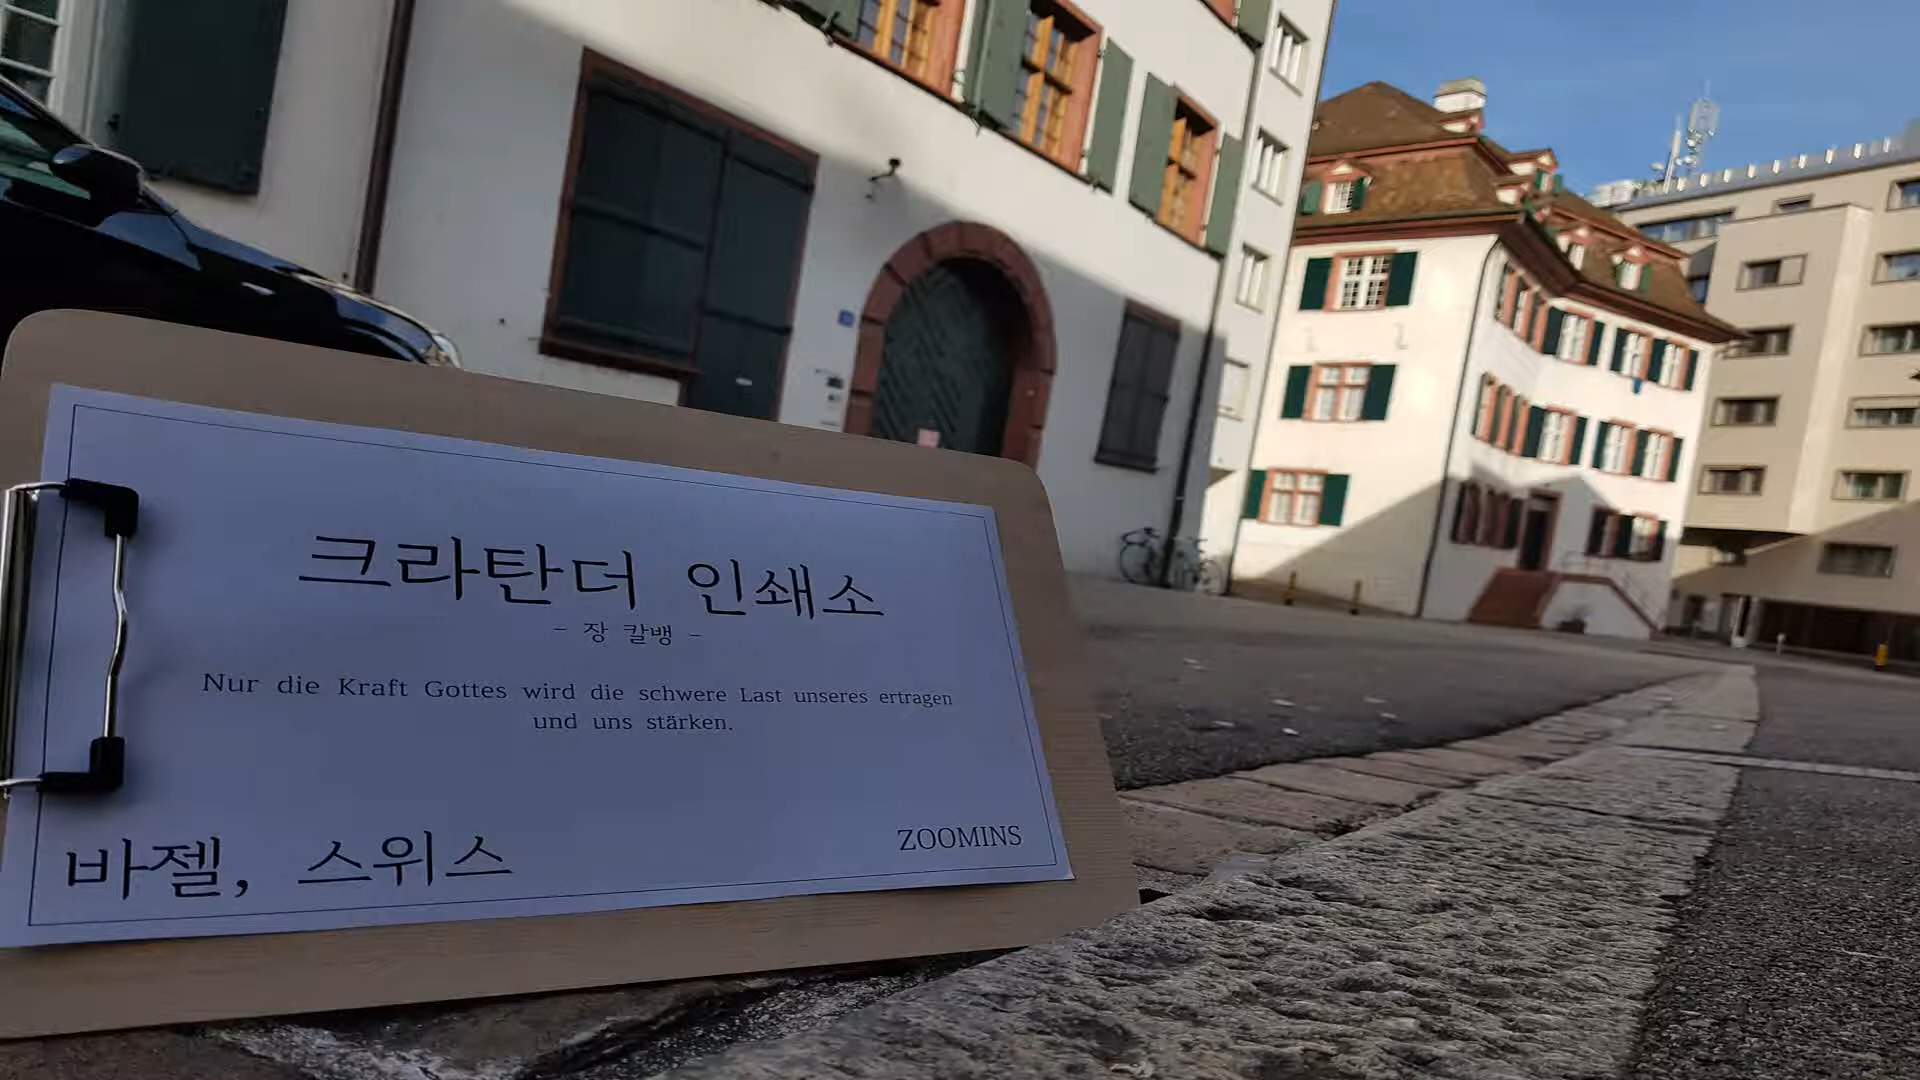 크라탄더 인쇄소
- 장 칼뱅 -
Nur die Kraft Gottes wird die schwere Last unseres ertragen
und uns stärken.
바젤, 스위스
ZOOMINS